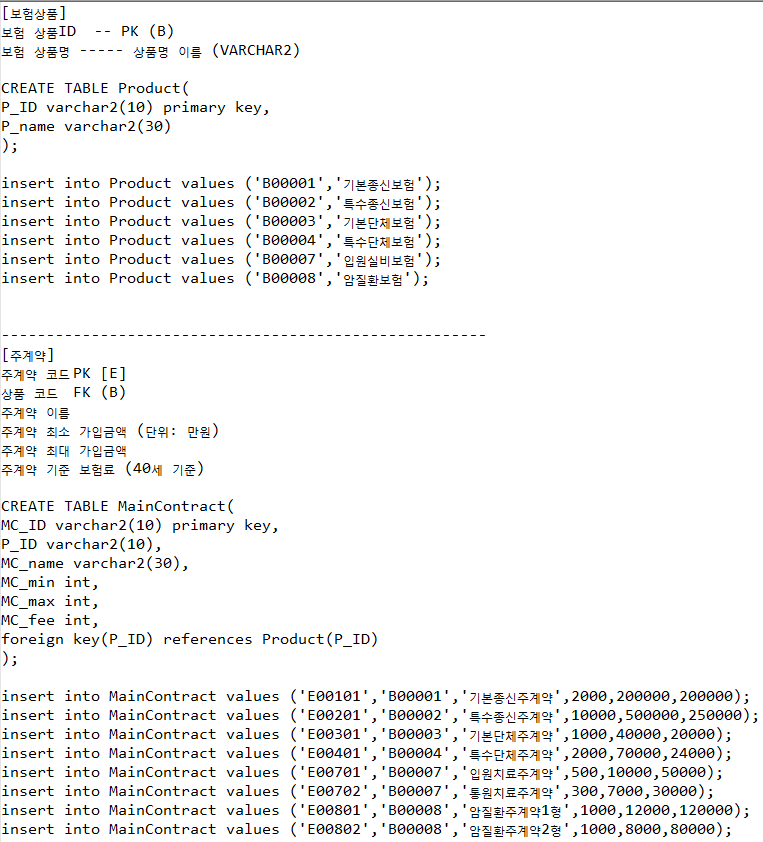 [보험상품]
보험 상품ID  -- PK (B)
보험 상품명 ----- 상품명 이름 (VARCHAR2)

CREATE TABLE Product(
P_ID varchar2(10) primary key,
P_name varchar2(30)
);

insert into Product values ('B00001','기본종신보험');
insert into Product values ('B00002','특수종신보험');
insert into Product values ('B00003','기본단체보험');
insert into Product values ('B00004','특수단체보험');
insert into Product values ('B00007','입원실비보험');
insert into Product values ('B00008','암질환보험');

------------------------------------------------------
[주계약]
주계약 코드 PK [E]
상품 코드  FK (B)
주계약 이름
주계약 최소 가입금액 (단위: 만원)
주계약 최대 가입금액
주계약 기준 보험료 (40세 기준)

CREATE TABLE MainContract(
MC_ID varchar2(10) primary key,
P_ID varchar2(10),
MC_name varchar2(30),
MC_min int,
MC_max int,
MC_fee int,
foreign key(P_ID) references Product(P_ID)
);

insert into MainContract values ('E00101','B00001','기본종신주계약',2000,200000,200000);
insert into MainContract values ('E00201','B00002','특수종신주계약',10000,500000,250000);
insert into MainContract values ('E00301','B00003','기본단체주계약',1000,40000,20000);
insert into MainContract values ('E00401','B00004','특수단체주계약',2000,70000,24000);
insert into MainContract values ('E00701','B00007','입원치료주계약',500,10000,50000);
insert into MainContract values ('E00702','B00007','통원치료주계약',300,7000,30000);
insert into MainContract values ('E00801','B00008','암질환주계약1형',1000,12000,120000);
insert into MainContract values ('E00802','B00008','암질환주계약2형',1000,8000,80000);